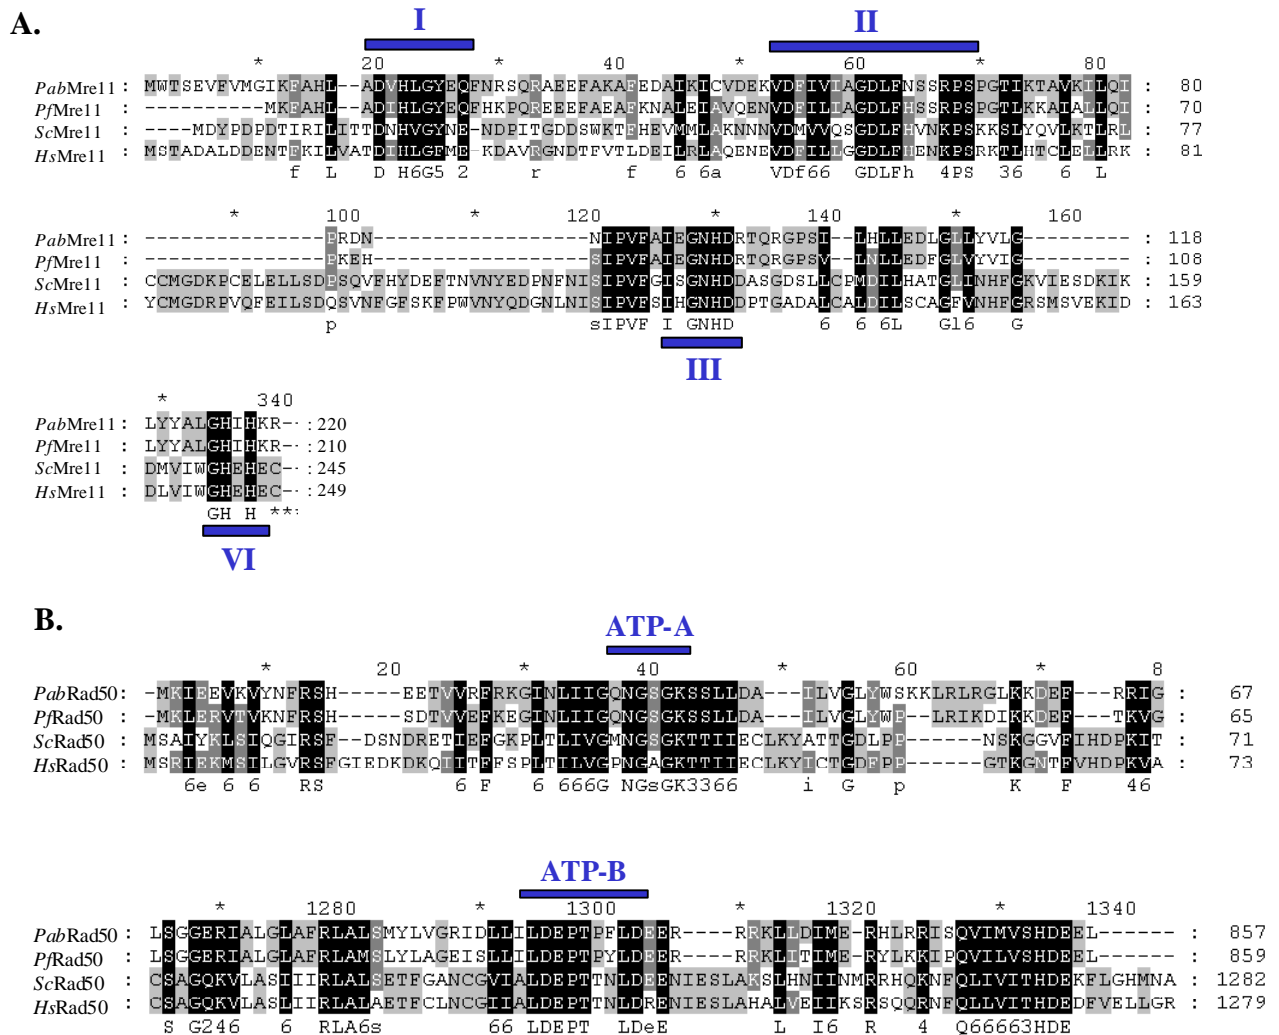 A.
I II
* 20 * 40 * 60 * 80
PabMre11 : MWTSEVFVMGIKFAHL--ADVHLGYEQFNRSQRAEEFAKAFEDAIKICVDEKVDFIVIAGDLFNSSRPSPGTIKTAVKILQI : 80
PfMre11 : ----------MKFAHL--ADIHLGYEQFHKPQREEEFAEAFKNALEIAVQENVDFILIAGDLFHSSRPSPGTLKKAIALLQI : 70
ScMre11 : ----MDYPDPDTIRILITTDNHVGYNE-NDPITGDDSWKTFHEVMMLAKNNNVDMVVQSGDLFHVNKPSKKSLYQVLKTLRL : 77
HsMre11 : MSTADALDDENTFKILVATDIHLGFME-KDAVRGNDTFVTLDEILRLAQENEVDFILLGGDLFHENKPSRKTLHTCLELLRK : 81
f L D H6G5 2 r f 6 6a VDf66 GDLFh 4PS 36 6 L
* 100 * 120 * 140 * 160
PabMre11 : ---------------PRDN------------------NIPVFAIEGNHDRTQRGPSI--LHLLEDLGLLYVLG--------- : 118
PfMre11 : ---------------PKEH------------------SIPVFAIEGNHDRTQRGPSV--LNLLEDFGLVYVIG--------- : 108
ScMre11 : CCMGDKPCELELLSDPSQVFHYDEFTNVNYEDPNFNISIPVFGISGNHDDASGDSLLCPMDILHATGLINHFGKVIESDKIK : 159
HsMre11 : YCMGDRPVQFEILSDQSVNFGFSKFPWVNYQDGNLNISIPVFSIHGNHDDPTGADALCALDILSCAGFVNHFGRSMSVEKID : 163
p sIPVF I GNHD 6 6 6L Gl6 G
III
* 340
PabMre11 : LYYALGHIHKR-- : 220
PfMre11 : LYYALGHIHKR-- : 210
ScMre11 : DMVIWGHEHEC-- : 245
HsMre11 : DLVIWGHEHEC-- : 249
GH H **
VI
B.
ATP-A
* 20 * 40 * 60 * 8
PabRad50 : -MKIEEVKVYNFRSH-----EETVVRFRKGINLIIGQNGSGKSSLLDA--ILVGLYWSKKLRLRGLKKDEF---RRIG : 67
PfRad50 : -MKLERVTVKNFRSH-----SDTVVEFKEGINLIIGQNGSGKSSLLDA--ILVGLYWP--LRIKDIKKDEF---TKVG : 65
ScRad50 : MSAIYKLSIQGIRSF--DSNDRETIEFGKPLTLIVGMNGSGKTTIIECLKYATTGDLPP-----NSKGGVFIHDPKIT : 71
HsRad50 : MSRIEKMSILGVRSFGIEDKDKQIITFFSPLTILVGPNGAGKTTIIECLKYICTGDFPP-----GTKGNTFVHDPKVA : 73
6e 6 6 RS 6 F 6 666G NGsGK3366 i G p K F 46
ATP-B
* 1280 * 1300 * 1320 * 1340
PabRad50 : LSGGERIALGLAFRLALSMYLVGRIDLLILDEPTPFLDEER----RRKLLDIME-RHLRRISQVIMVSHDEEL------ : 857
PfRad50 : LSGGERIALGLAFRLAMSLYLAGEISLLILDEPTPYLDEER----RRKLITIME-RYLKKIPQVILVSHDEEL------ : 859
ScRad50 : CSAGQKVLASLIIRLALSETFGANCGVIALDEPTTNLDEENIESLAKSLHNIINMRRHQKNFQLIVITHDEKFLGHMNA : 1282
HsRad50 : CSAGQKVLASLIIRLALAETFCLNCGIIALDEPTTNLDRENIESLAHALVEIIKSRSQQRNFQLLVITHDEDFVELLGR : 1279
S G246 6 RLA6s 66 LDEPT LDeE L I6 R 4 Q66663HDE